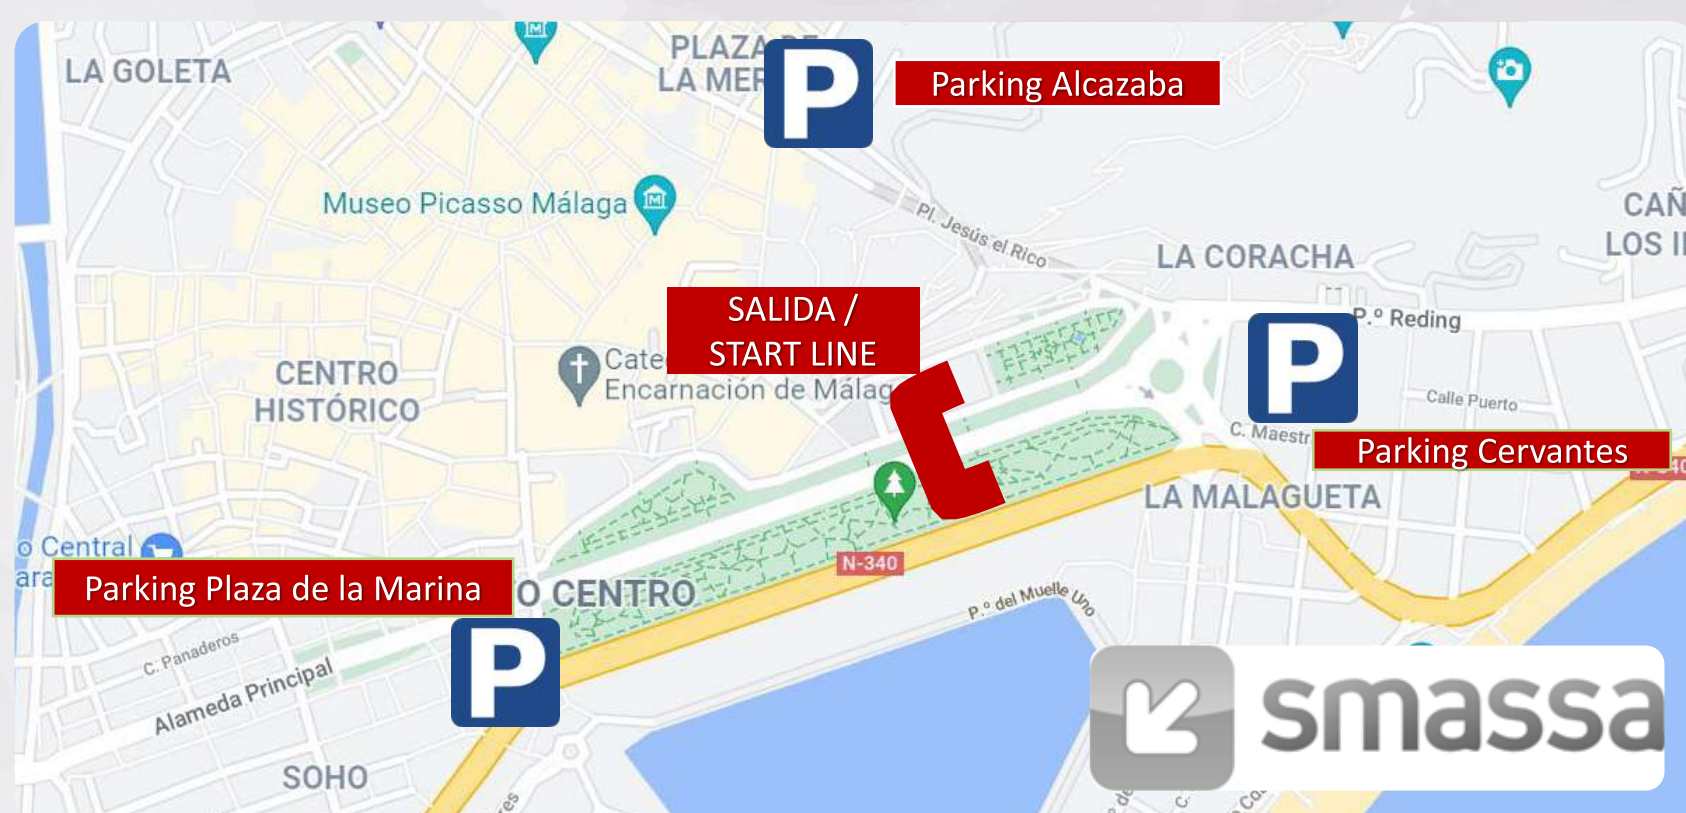 LA GOLETA
PLAZA DE
LA MER
P
Parking Alcazaba
Museo Picasso Málaga
Pl. Jesús el Rico
LA CORACHA
CAÑ
LOS
SALIDA /
START LINE
P.º Reding
P
CENTRO
HISTÓRICO
Cate
Encarnación de Málag
Calle Puerto
C. Maestr
Parking Cervantes
LA MALAGUETA
o Central
ara
Parking Plaza de la Marina
O CENTRO
N-340
P.º del Muelle Uno
P
C. Panaderos
Alameda Principal
SOHO
smassa